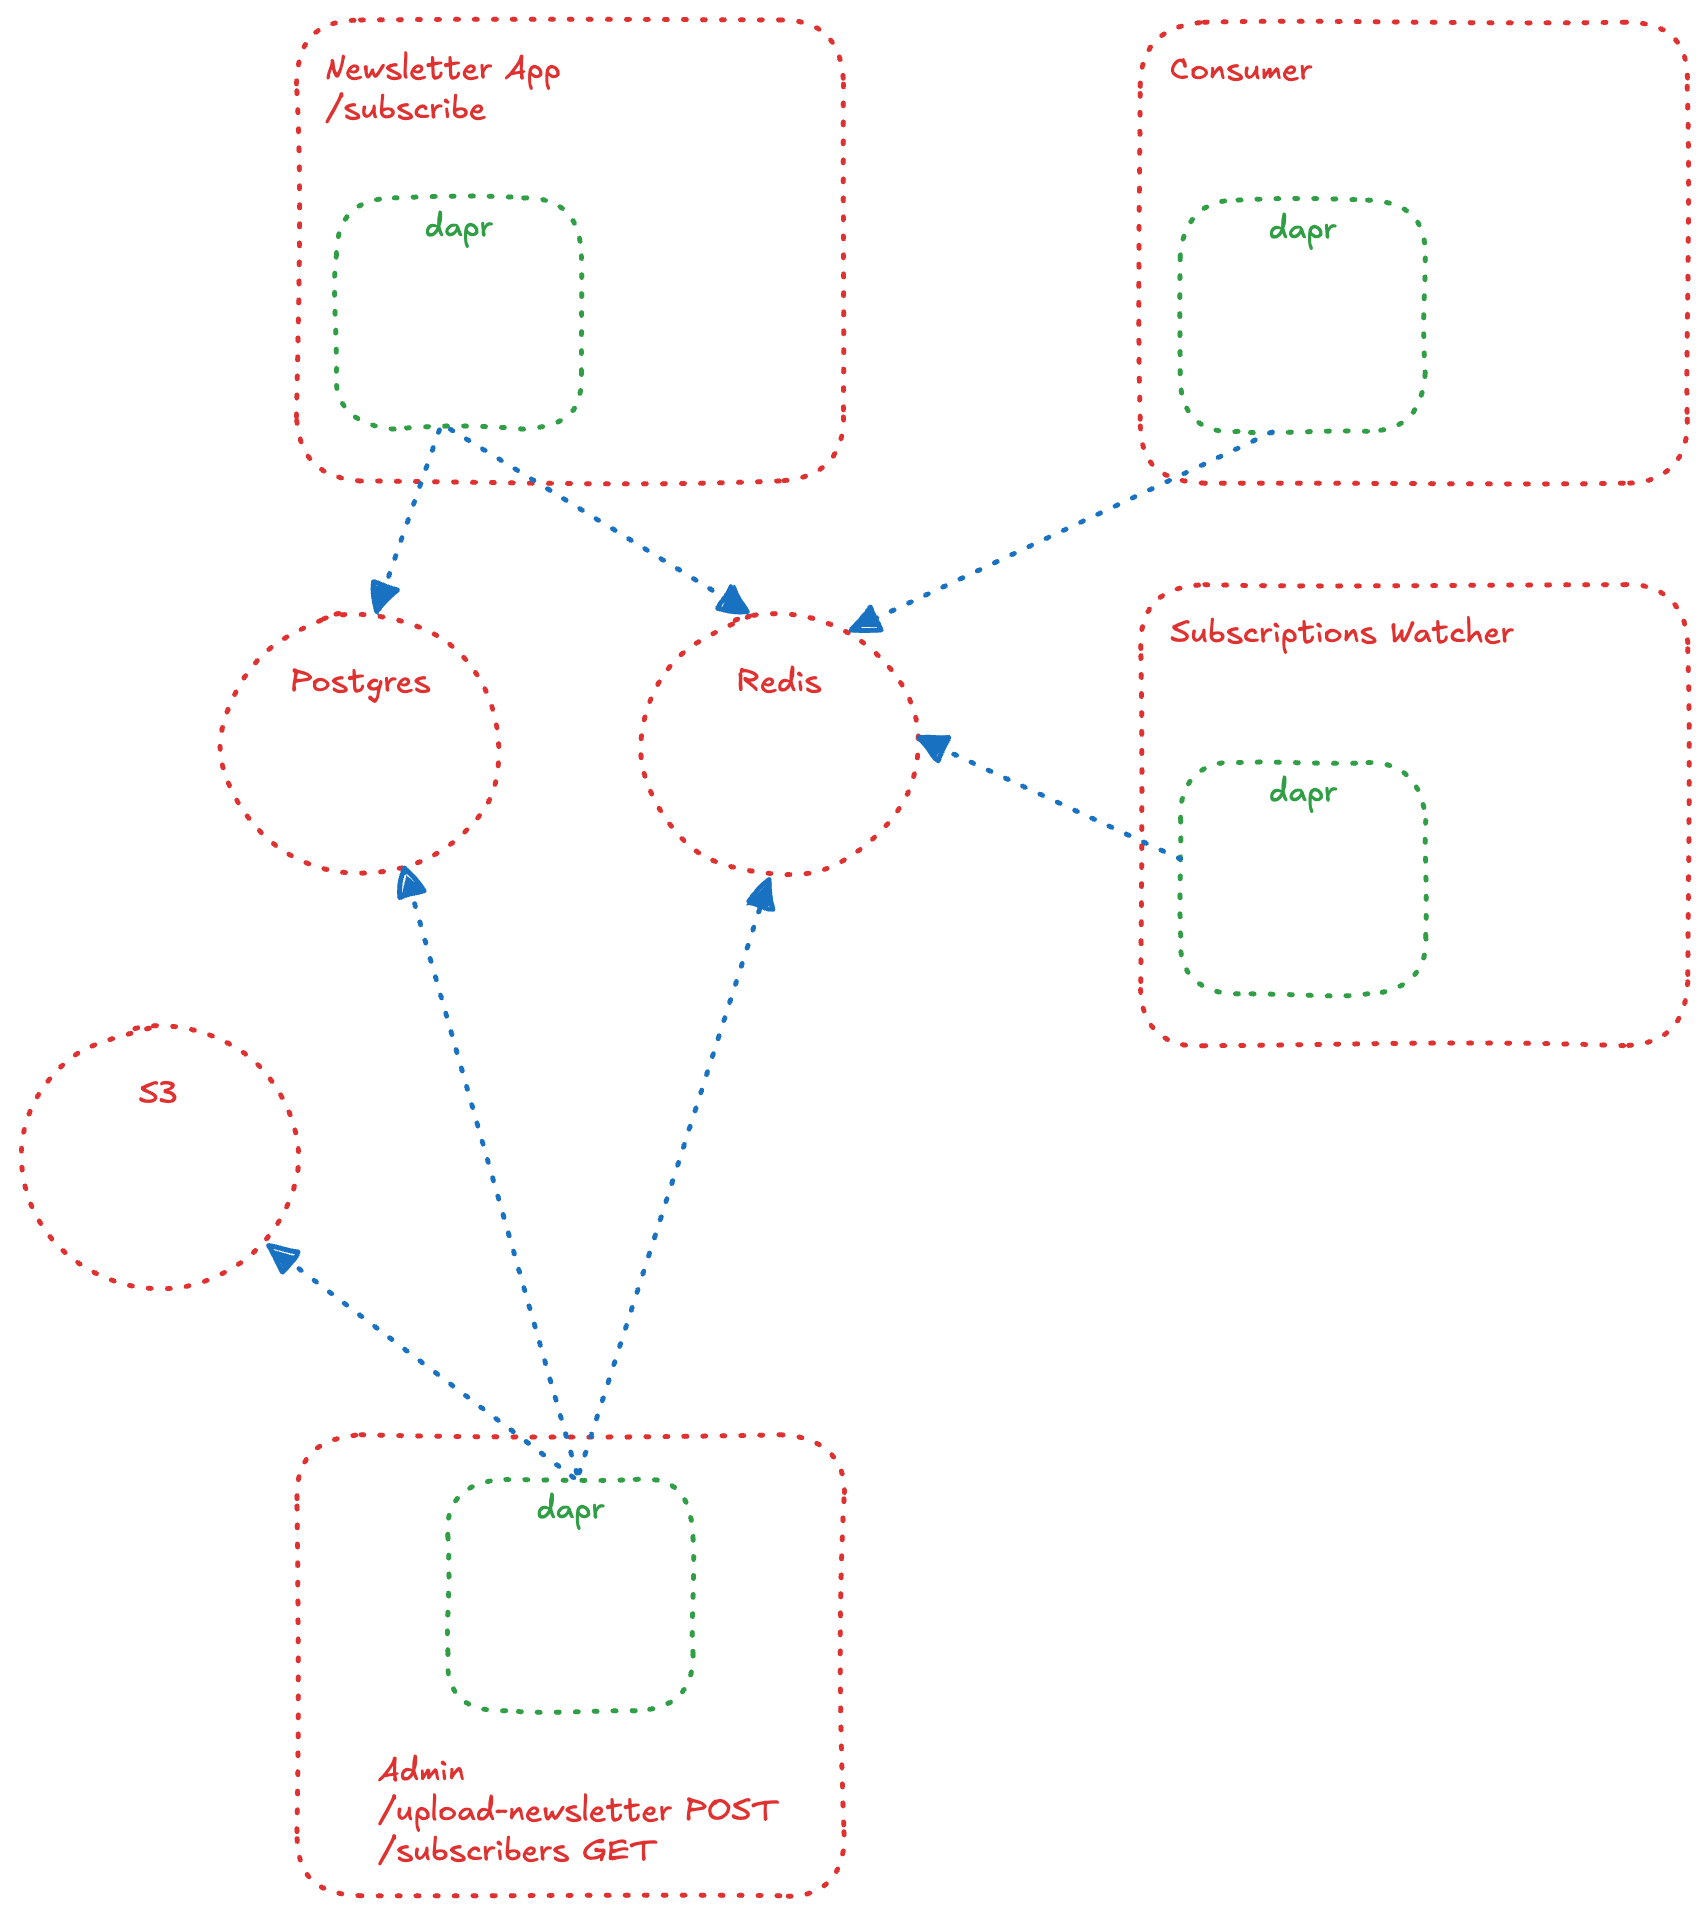 Newsletter App
/subscribe
dapr
Consumer
dapr
Postgres
Redis
Subscriptions Watcher
dapr
S3
dapr
Admin
/upload-newsletter POST
/subscribers GET